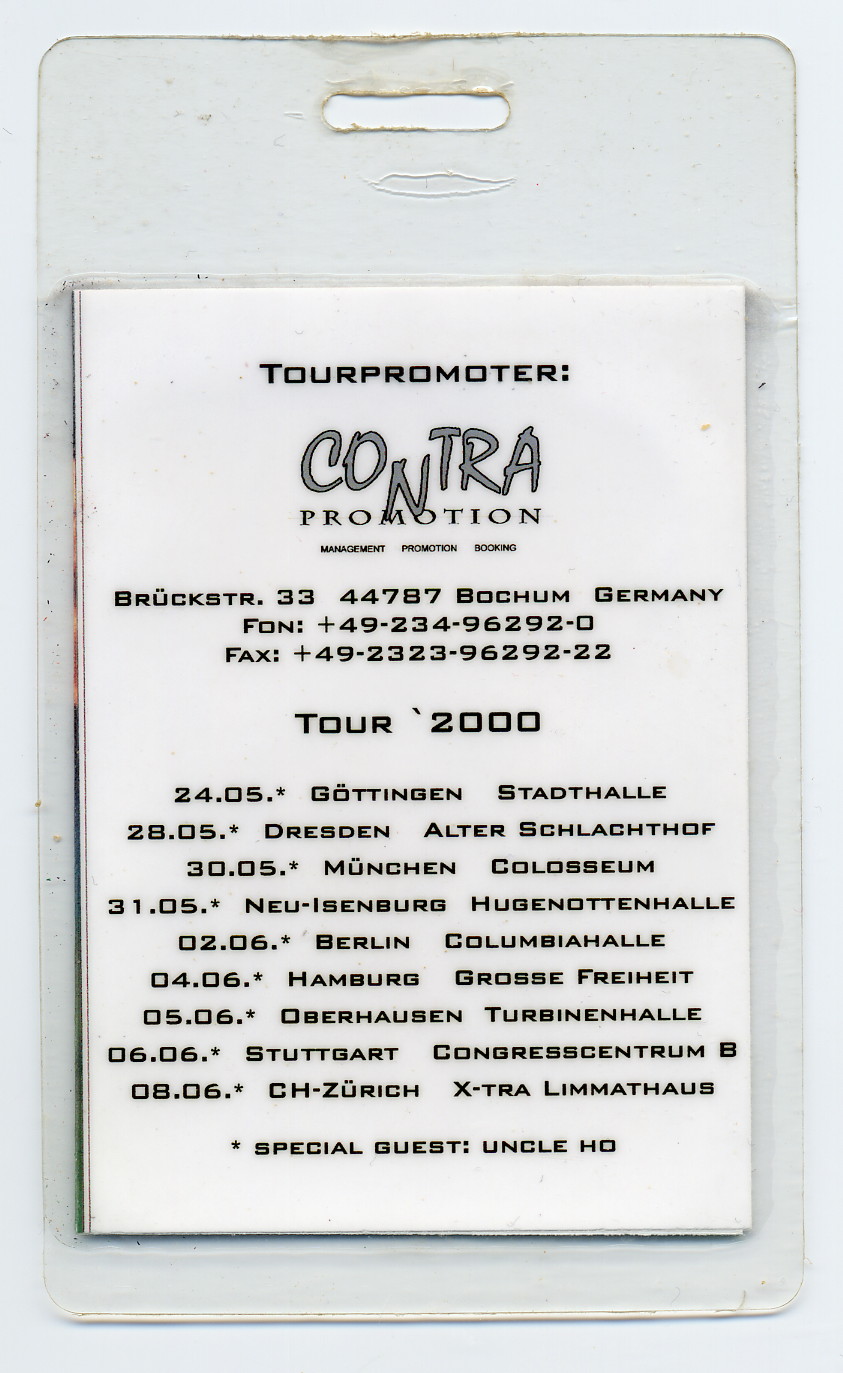 TOURPROMOTER:
CONTRA
PROMOTION
MANAGEMENT PROMOTION BOOKING
BRÜCKSTR. 33 44787 BOCHUM GERMANY
FON: +49-234-96292-0
FAX: +49-2323-96292-22
TOUR `2000
24.05.* GÖTTINGEN STADTHALLE
28.05.* DRESDEN ALTER SCHLACHTHOF
30.05.* MÜNCHEN COLOSSEUM
31.05.* NEU-ISENBURG HUGENOTTENHALLE
02.06.* BERLIN COLUMBIAHALLE
04.06.* HAMBURG GROSSE FREIHEIT
05.06.* OBERHAUSEN TURBINENHALLE
06.06.* STUTTGART CONGRESSCENTRUM B
08.06.* CH-ZÜRICH X-TRA LIMMATHAUS
* SPECIAL GUEST: UNCLE HO